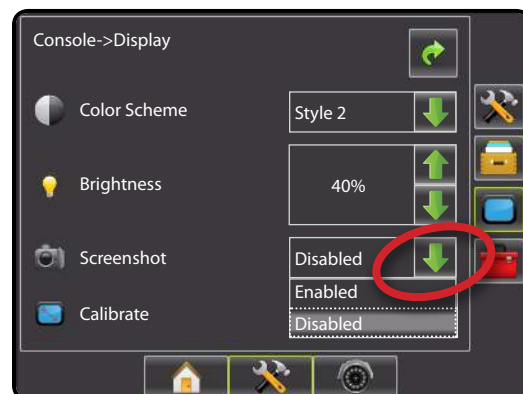 Console->Display
Color Scheme
Style 2
Brightness
40%
Screenshot
Disabled
Enabled
Disabled
Calibrate